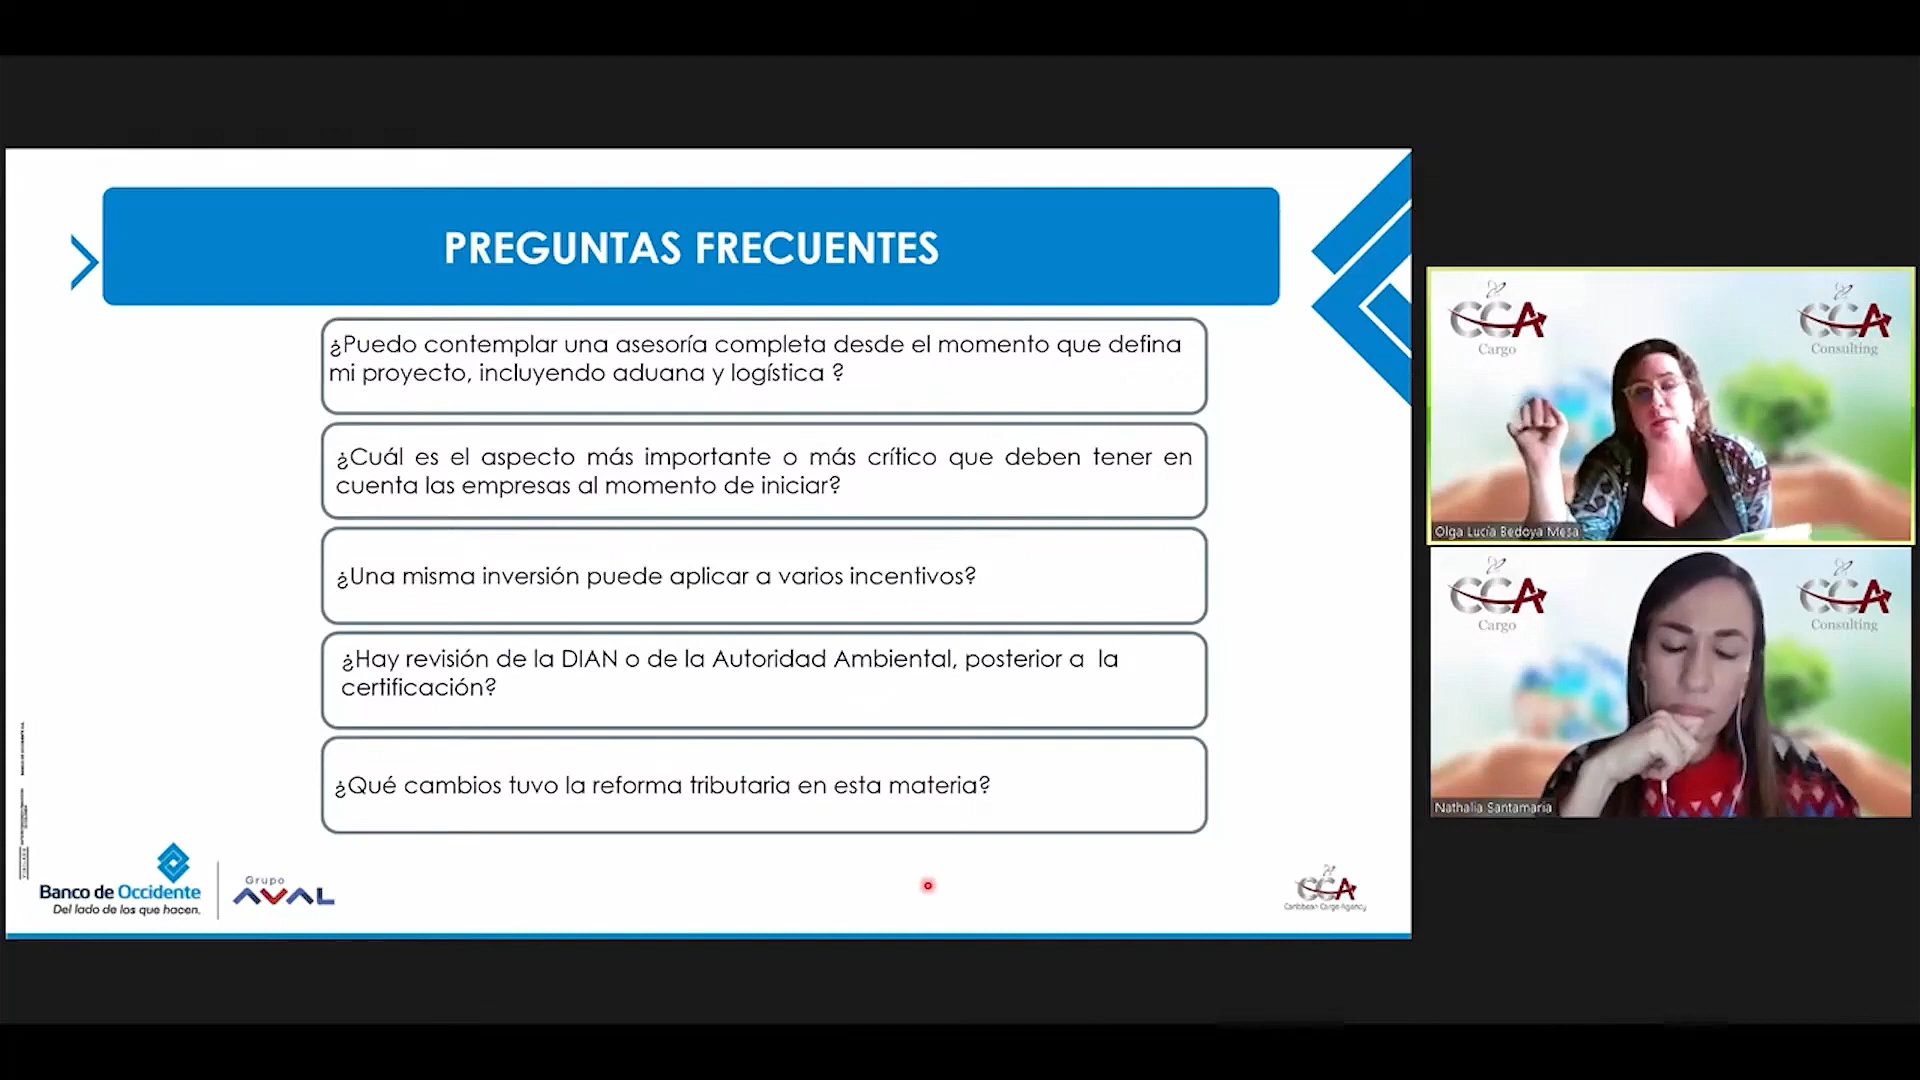 PREGUNTAS FRECUENTES
¿Puedo contemplar una asesoría completa desde el momento que defina
mi proyecto, incluyendo aduana y logística ?
¿Cuál es el aspecto más importante o más crítico que deben tener en
cuenta las empresas al momento de iniciar?
¿Una misma inversión puede aplicar a varios incentivos?
¿Hay revisión de la DIAN o de la Autoridad Ambiental, posterior a la
certificación?
¿Qué cambios tuvo la reforma tributaria en esta materia?
Banco de Occidente
Del lado de los que hacen.
Grupo
AVAL
CCA
Caribbean Cargo Agency
CCA
Cargo
CCA
Consulting
Olga Lucía Bedoya Mesa
CCA
Cargo
CCA
Consulting
Nathalia Santamaría